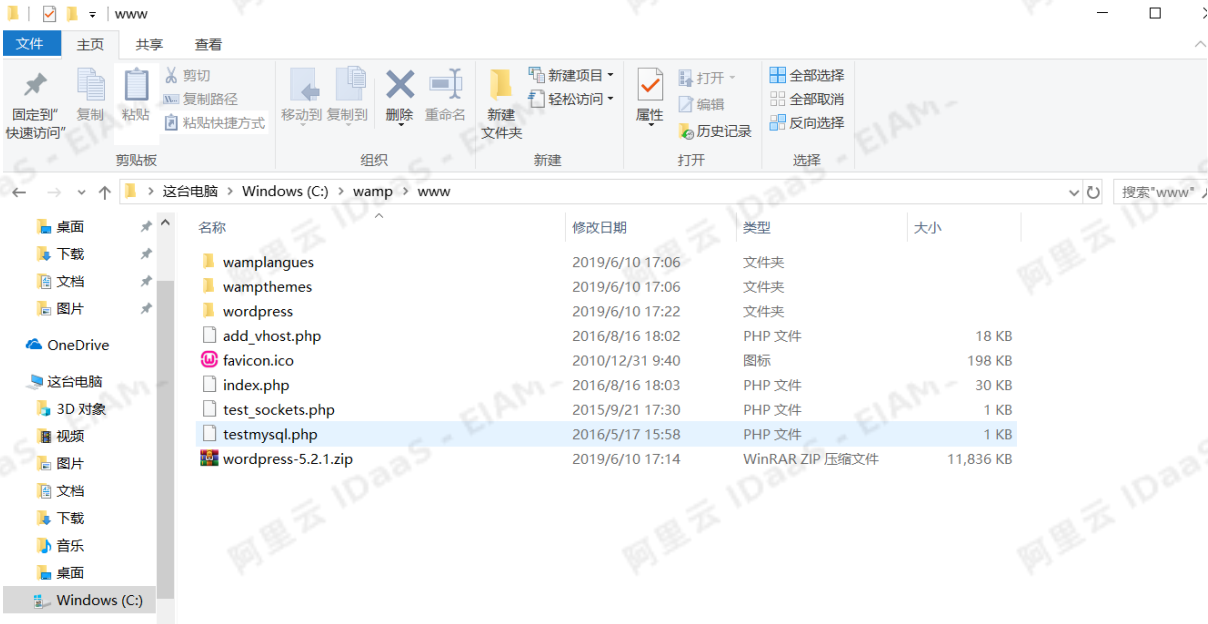 www
文件 主页 共享 查看
固定到"快速访问" 复制 粘贴 剪切 复制路径 粘贴快捷方式 移动到 复制到 删除 重命名 新建文件夹 新建项目 轻松访问 属性 打开 编辑 历史记录 全部选择 全部取消 反向选择
剪贴板 组织 新建 打开 选择
这台电脑 Windows (C:) wamp www 搜索"www"
名称 修改日期 类型 大小
桌面
下载
文档
图片
OneDrive
这台电脑
3D 对象
视频
图片
文档
下载
音乐
桌面
Windows (C:)
wamplangues 2019/6/10 17:06 文件夹
wampthemes 2019/6/10 17:06 文件夹
wordpress 2019/6/10 17:22 文件夹
add_vhost.php 2016/8/16 18:02 PHP 文件 18 KB
favicon.ico 2010/12/31 9:40 图标 198 KB
index.php 2016/8/16 18:03 PHP 文件 30 KB
test_sockets.php 2015/9/21 17:30 PHP 文件 1 KB
testmysql.php 2016/5/17 15:58 PHP 文件 1 KB
wordpress-5.2.1.zip 2019/6/10 17:14 WinRAR ZIP 压缩文件 11,836 KB
阿里云 IDaaS - EIAM -